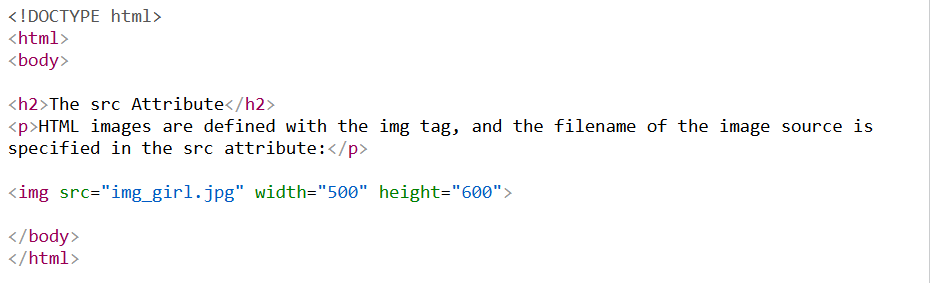 <!DOCTYPE html>
<html>
<body>
<h2>The src Attribute</h2>
<p>HTML images are defined with the img tag, and the filename of the image source is
specified in the src attribute:</p>
<img src="img_girl.jpg" width="500" height="600">
</body>
</html>